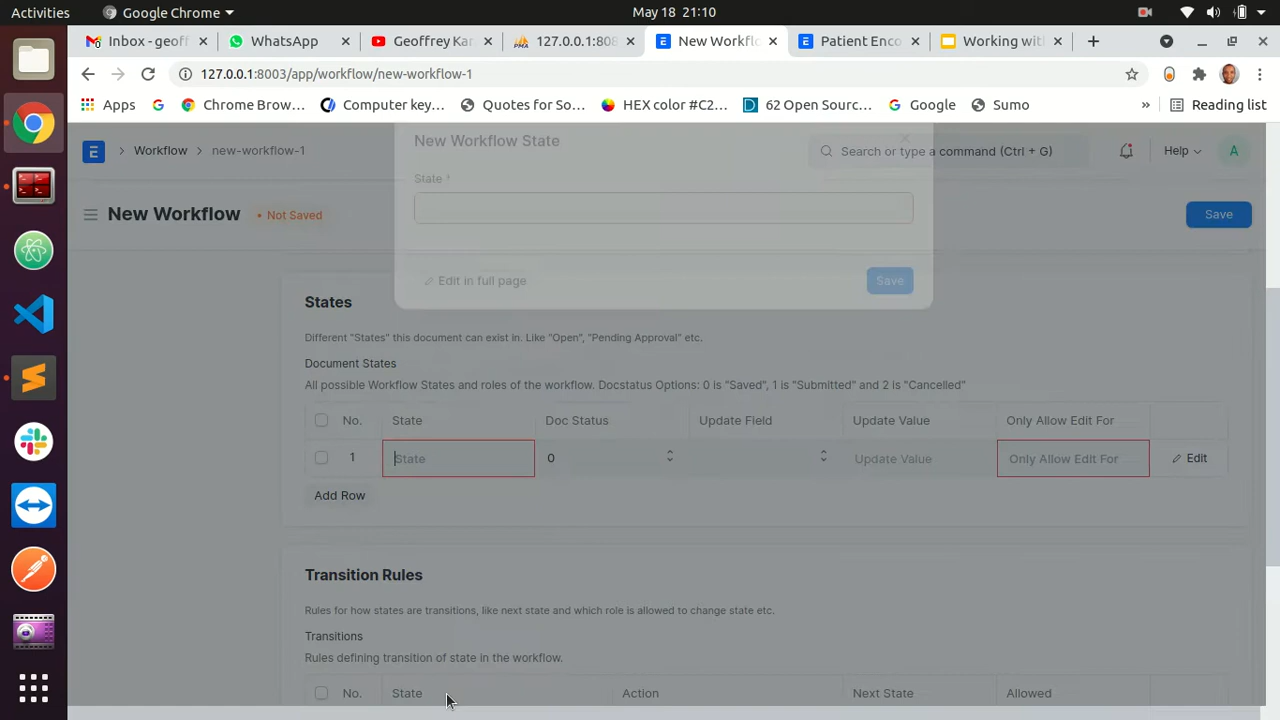 Activities
Google Chrome
May 18 21:10
Inbox - geoff
WhatsApp
Geoffrey Kar
127.0.0.1:808
New Workfl
Patient Enco
Working wit
127.0.0.1:8003/app/workflow/new-workflow-1
Apps
Chrome Brow...
Computer key...
Quotes for So...
HEX color #C2...
62 Open Sourc...
Google
Sumo
»
Reading list
New Workflow State
E
Workflow
new-workflow-1
Search or type a command (Ctrl + G)
Help
A
State *
New Workflow
• Not Saved
Save
Edit in full page
Save
States
Different "States" this document can exist in. Like "Open", "Pending Approval" etc.
Document States
All possible Workflow States and roles of the workflow. Docstatus Options: 0 is "Saved", 1 is "Submitted" and 2 is "Cancelled"
No. State Doc Status Update Field Update Value Only Allow Edit For
1 State 0 Update Value Only Allow Edit For Edit
Add Row
Transition Rules
Rules for how states are transitions, like next state and which role is allowed to change state etc.
Transitions
Rules defining transition of state in the workflow.
No. State Action Next State Allowed